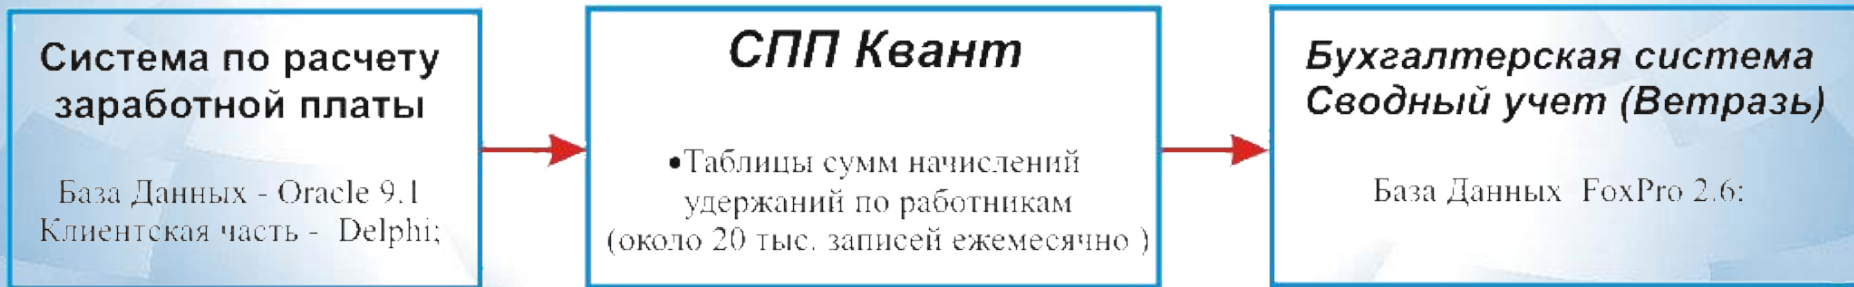 Система по расчету
заработной платы
База Данных - Oracle 9.1
Клиентская часть - Delphi;
СПП Квант
•Таблицы сумм начислений
удержаний по работникам
(около 20 тыс. записей ежемесячно )
Бухгалтерская система
Сводный учет (Ветразь)
База Данных FoxPro 2.6: